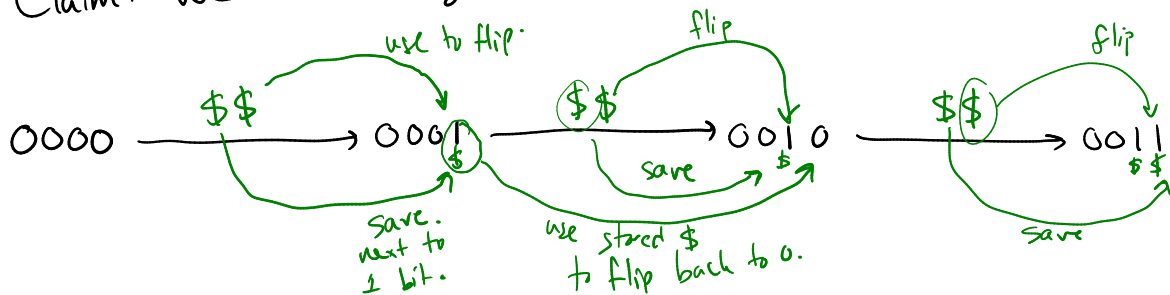 Claim:
use to flip.
flip
flip
$$
$$
$$
0000
0001
0010
0011
$
$
$ $
save.
next to
1 bit.
save
use stored $
to flip back to 0.
save